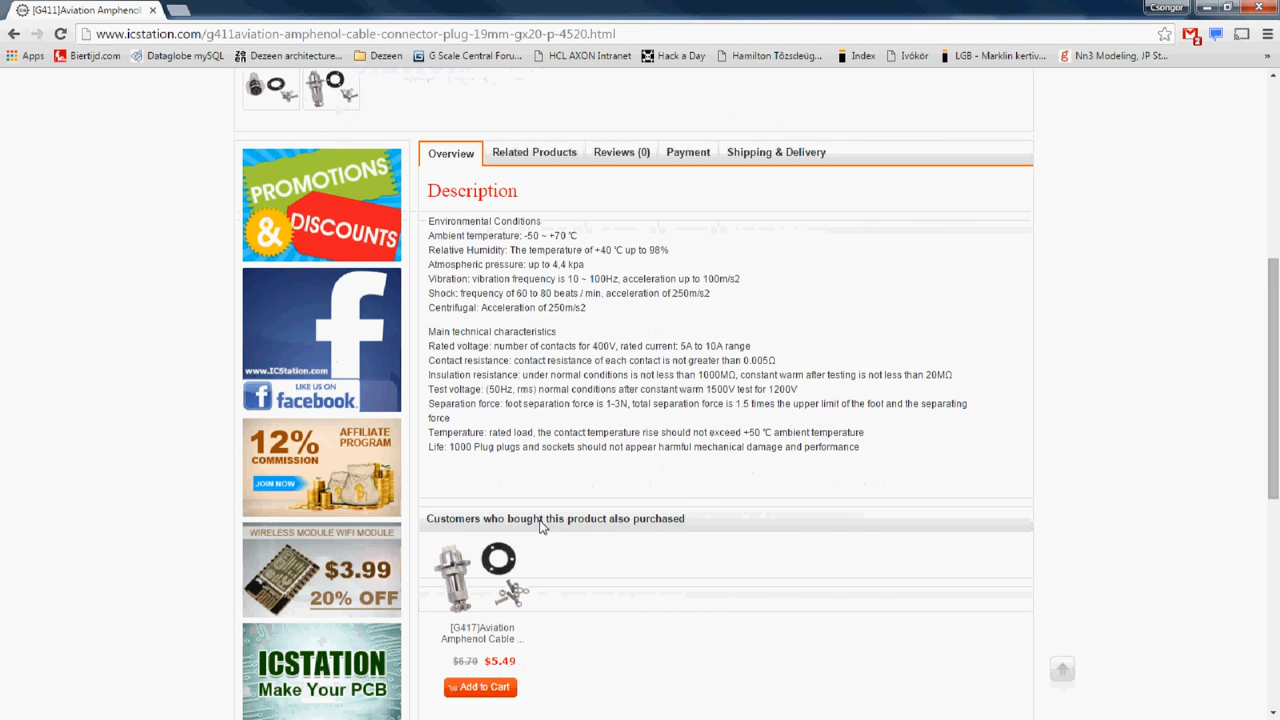 [G411]Aviation Amphenol
Csongor
www.icstation.com/g411aviation-amphenol-cable-connector-plug-19mm-gx20-p-4520.html
2
Apps Biertijd.com Dataglobe mySQL Dezeen architecture... Dezeen G Scale Central Foru... HCL AXON Intranet Hack a Day Hamilton Tőzsdeüg... Index Ivókör LGB - Marklin kertiv... Nn3 Modeling, JP St... »
Overview Related Products Reviews (0) Payment Shipping & Delivery
PROMOTIONS
& DISCOUNTS
Description
Environmental Conditions
Ambient temperature: -50 ~ +70 ℃
Relative Humidity: The temperature of +40 ℃ up to 98%
Atmospheric pressure: up to 4,4 kpa
Vibration: vibration frequency is 10 ~ 100Hz, acceleration up to 100m/s2
Shock: frequency of 60 to 80 beats / min, acceleration of 250m/s2
Centrifugal: Acceleration of 250m/s2
Main technical characteristics
Rated voltage: number of contacts for 400V, rated current: 5A to 10A range
Contact resistance: contact resistance of each contact is not greater than 0.005Ω
Insulation resistance: under normal conditions is not less than 1000MΩ, constant warm after testing is not less than 20MΩ
Test voltage: (50Hz, rms) normal conditions after constant warm 1500V test for 1200V
Separation force: foot separation force is 1-3N, total separation force is 1.5 times the upper limit of the foot and the separating
force
Temperature: rated load, the contact temperature rise should not exceed +50 ℃ ambient temperature
Life: 1000 Plug plugs and sockets should not appear harmful mechanical damage and performance
www.ICStation.com
LIKE US ON
facebook.
12%
COMMISSION
AFFILIATE
PROGRAM
JOIN NOW
WIRELESS MODULE WIFI MODULE
$3.99
20% OFF
ICSTATION
Make Your PCB
Customers who bought this product also purchased
[G417]Aviation
Amphenol Cable ...
$6.70 $5.49
Add to Cart